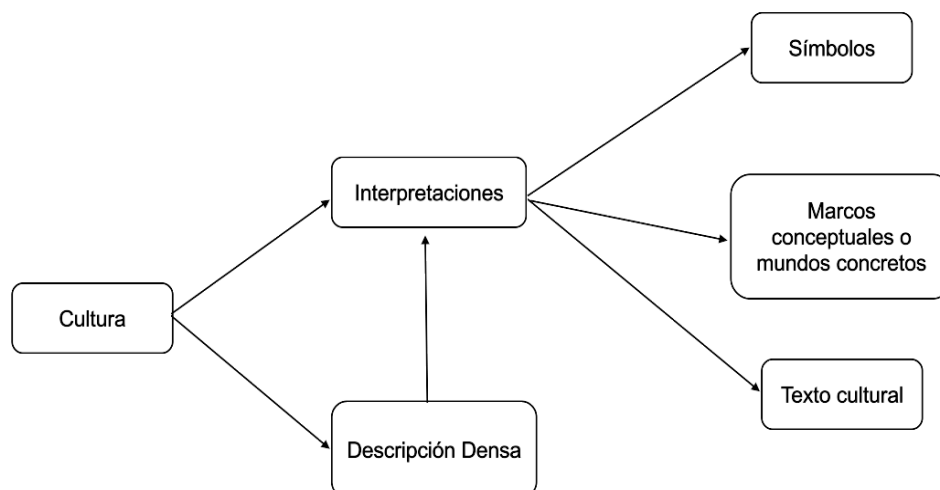 Símbolos
Interpretaciones
Marcos
conceptuales o
mundos concretos
Cultura
Texto cultural
Descripción Densa